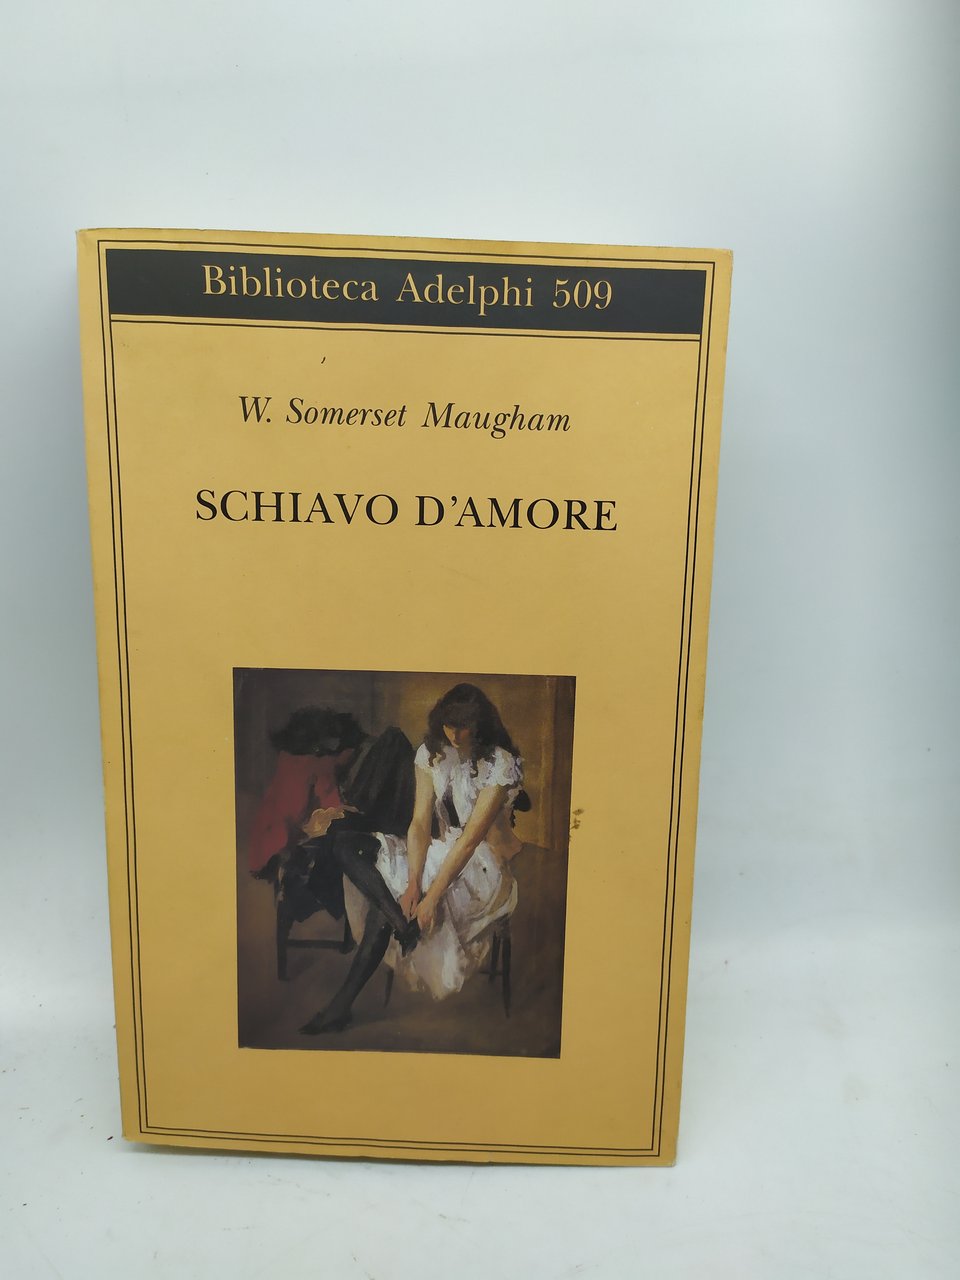 Biblioteca Adelphi 509
W. Somerset Maugham
SCHIAVO D'AMORE